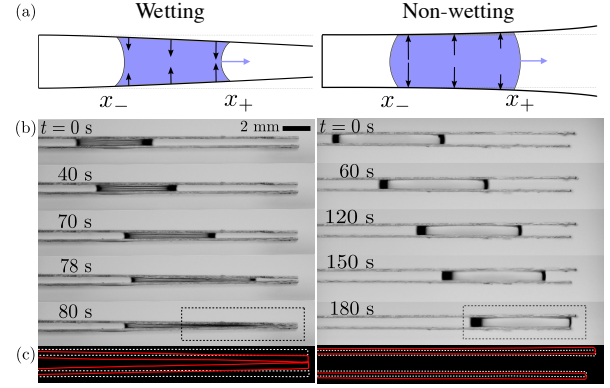 (a)
Wetting
Non-wetting
x₋
x₊
x₋
x₊
(b)
t = 0 s
2 mm
40 s
70 s
78 s
80 s
t = 0 s
60 s
120 s
150 s
180 s
(c)